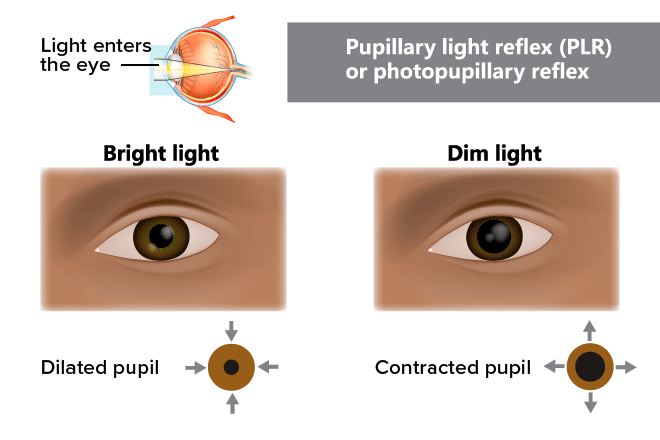 Light enters
the eye
Pupillary light reflex (PLR)
or photopupillary reflex
Bright light
Dim light
Dilated pupil
Contracted pupil